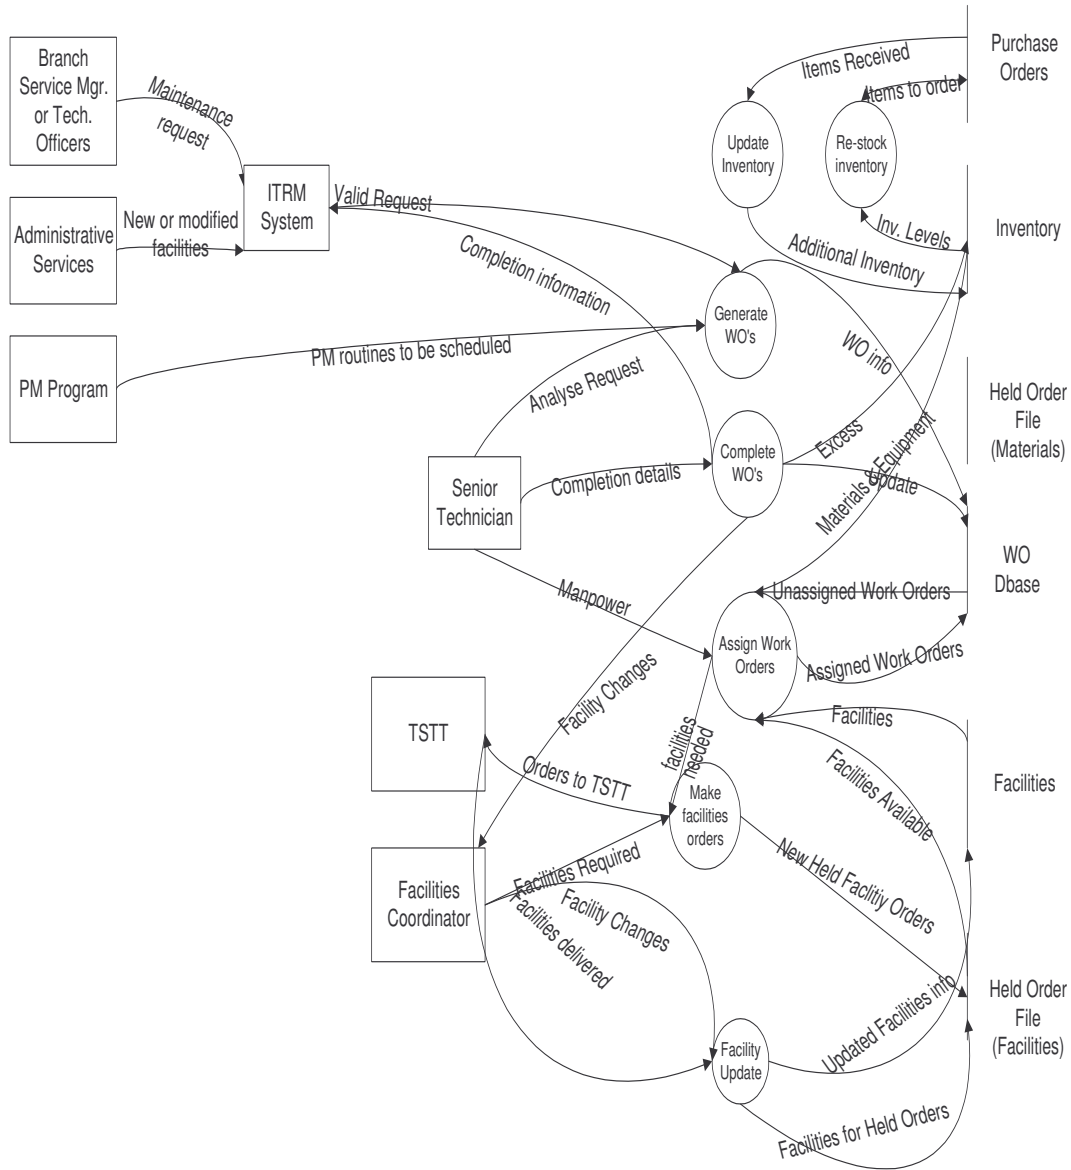 Branch
Service Mgr.
or Tech.
Officers
Maintenance
request
Administrative
Services
New or modified
facilities
ITRM
System
PM Program
PM routines to be scheduled
Valid Request
Completion information
Items Received
Items to order
Purchase
Orders
Update
Inventory
Re-stock
inventory
Inv. Levels
Additional Inventory
Inventory
Generate
WO's
WO info
Analyse Request
Senior
Technician
Completion details
Complete
WO's
Excess
Update
Materials & Equipment
Held Order
File
(Materials)
WO
Dbase
Manpower
Unassigned Work Orders
Assign Work
Orders
Assigned Work Orders
Facility Changes
facilities
needed
Facilities
Facilities Available
Facilities
TSTT
Orders to TSTT
Make
facilities
orders
New Held Facltiy Orders
Facilities
Coordinator
Facilities Required
Facility Changes
Facilities delivered
Facility
Update
Updated Facilities info
Facilities for Held Orders
Held Order
File
(Facilities)